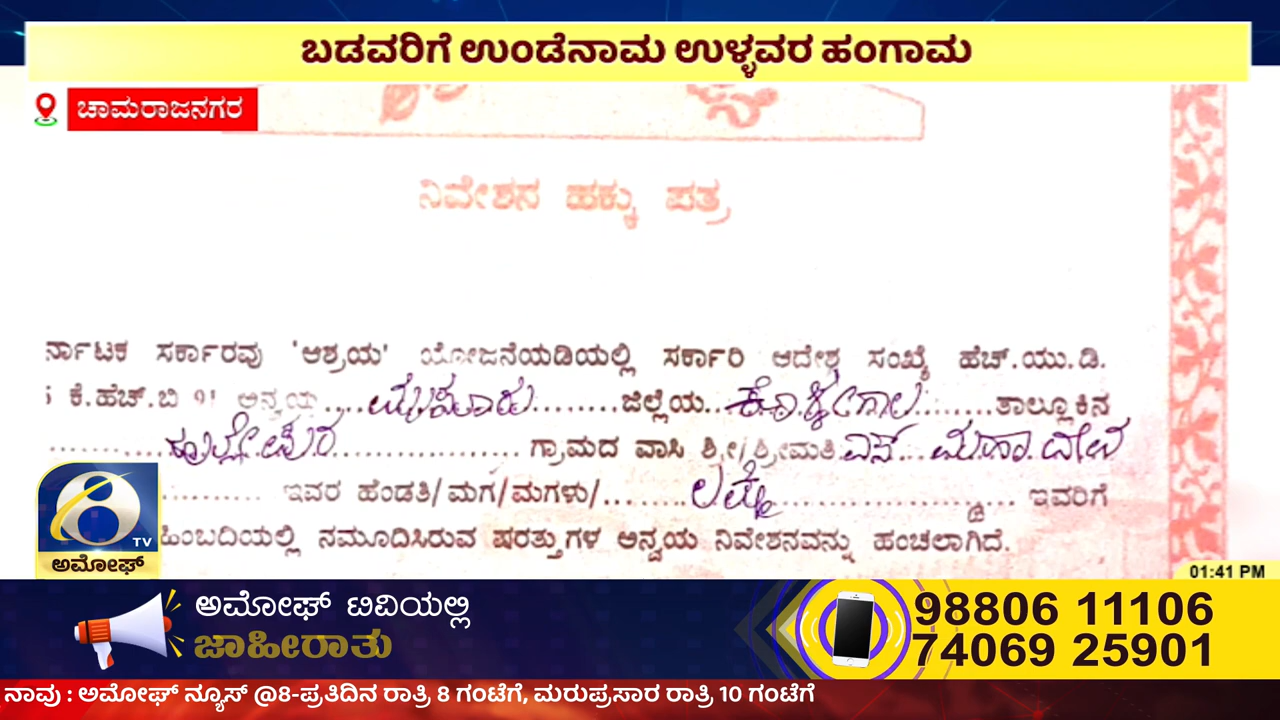 ಬಡವರಿಗೆ ಉಂಡೆನಾಮ ಉಳ್ಳವರ ಹಂಗಾಮ
ಚಾಮರಾಜನಗರ
ನಿವೇಶನ ಹಕ್ಕು ಪತ್ರ
ರ್ನಾಟಕ ಸರ್ಕಾರವು 'ಆಶ್ರಯ' ಯೋಜನೆಯಡಿಯಲ್ಲಿ ಸರ್ಕಾರಿ ಆದೇಶ ಸಂಖ್ಯೆ ಹೆಚ್.ಯು.ಡಿ.
ಕೆ.ಹೆಚ್.ಬಿ ೯೭ ಅನ್ವಯ ..... ಮೈಸೂರು ........ ಜಿಲ್ಲೆಯ.. ಕೊಳ್ಳೇಗಾಲ ........ ತಾಲ್ಲೂಕಿನ
.......... ................ ಗ್ರಾಮದ ವಾಸಿ ಶ್ರೀ/ಶ್ರೀಮತಿ ಎಸ್ ... ಮಹಾದೇವ
.......... ಇವರ ಹೆಂಡತಿ/ಮಗ/ಮಗಳು/........ .................... ಇವರಿಗೆ
ಹಿಂಬದಿಯಲ್ಲಿ ನಮೂದಿಸಿರುವ ಷರತ್ತುಗಳ ಅನ್ವಯ ನಿವೇಶನವನ್ನು ಹಂಚಲಾಗಿದೆ.
8 TV
ಅಮೋಘ್
01:41 PM
ಅಮೋಘ್ ಟಿವಿಯಲ್ಲಿ
ಜಾಹೀರಾತು
98806 11106
74069 25901
ನಾವು : ಅಮೋಘ್ ನ್ಯೂಸ್ @8-ಪ್ರತಿದಿನ ರಾತ್ರಿ 8 ಗಂಟೆಗೆ, ಮರುಪ್ರಸಾರ ರಾತ್ರಿ 10 ಗಂಟೆಗೆ